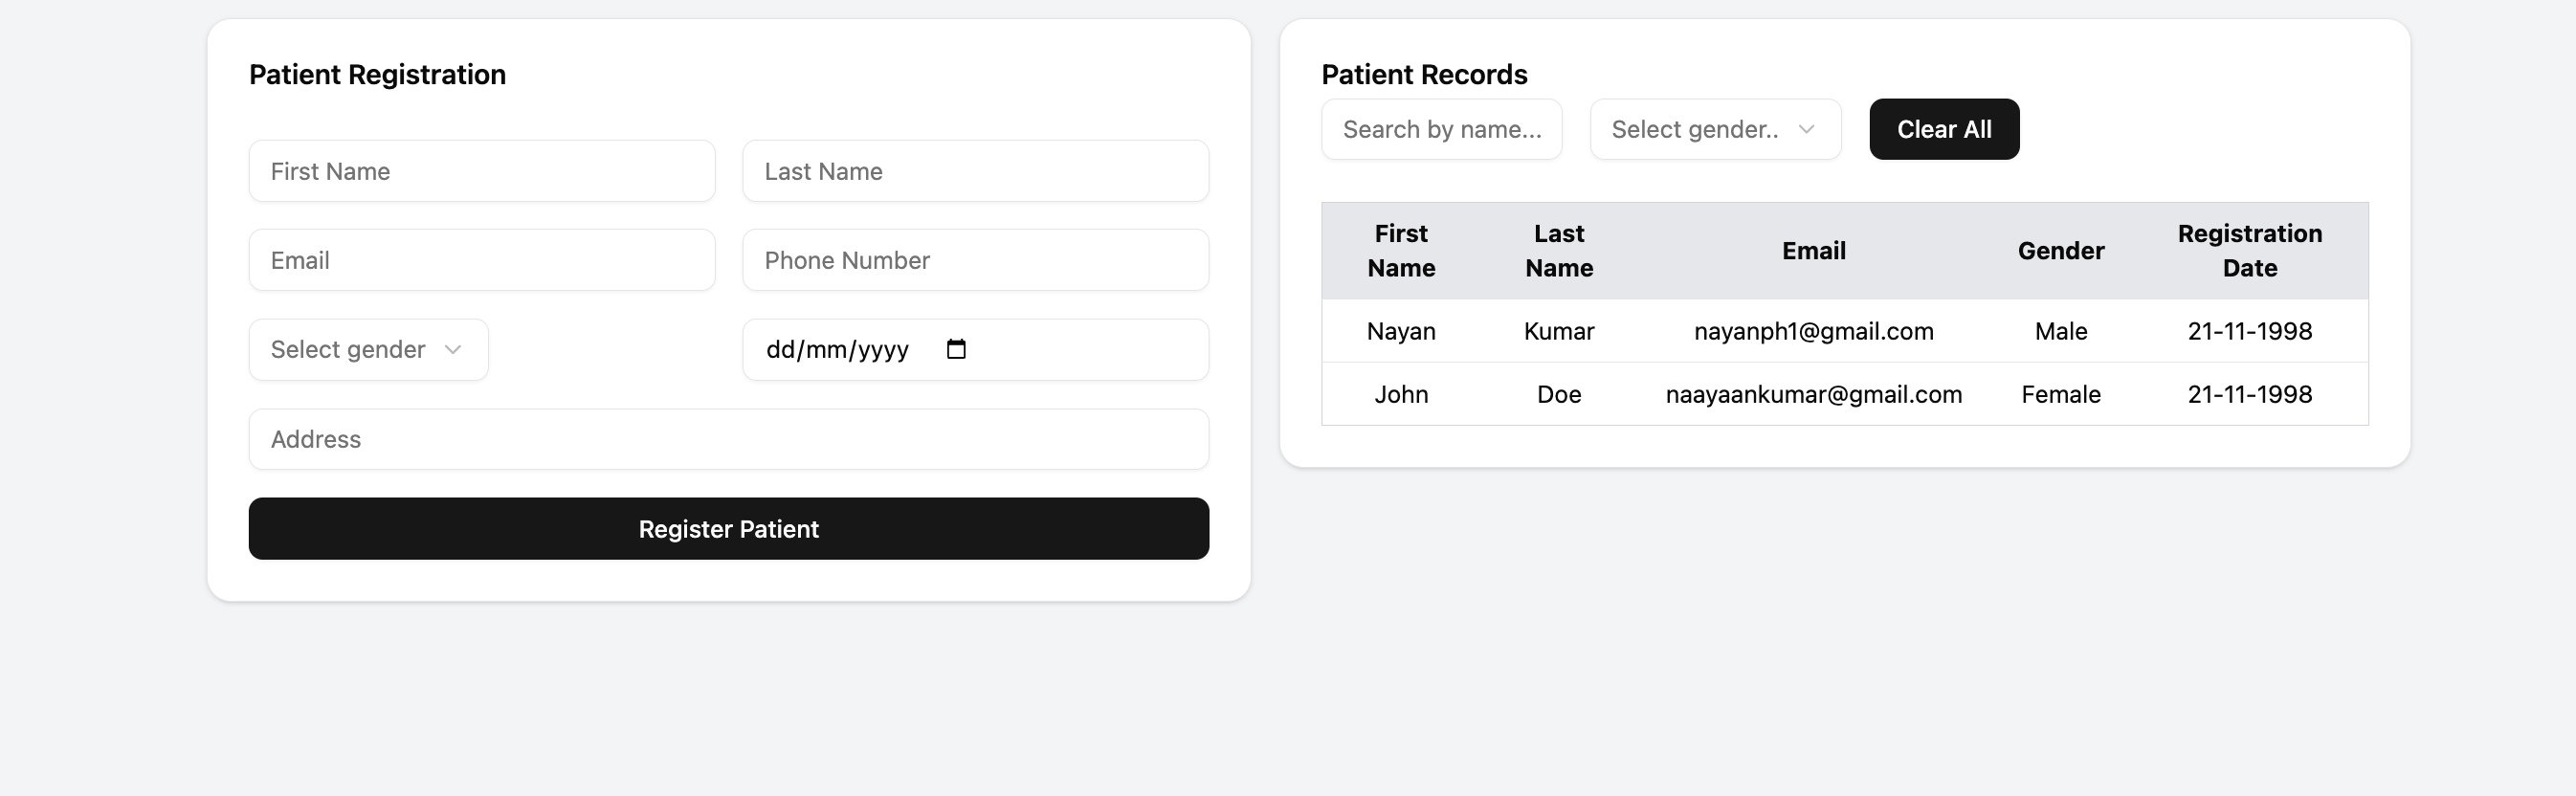 Patient Registration
First Name
Last Name
Email
Phone Number
Select gender
dd/mm/yyyy
Address
Register Patient
Patient Records
Search by name...
Select gender..
Clear All
First Name
Last Name
Email
Gender
Registration Date
Nayan Kumar nayanph1@gmail.com Male 21-11-1998
John Doe naayaankumar@gmail.com Female 21-11-1998